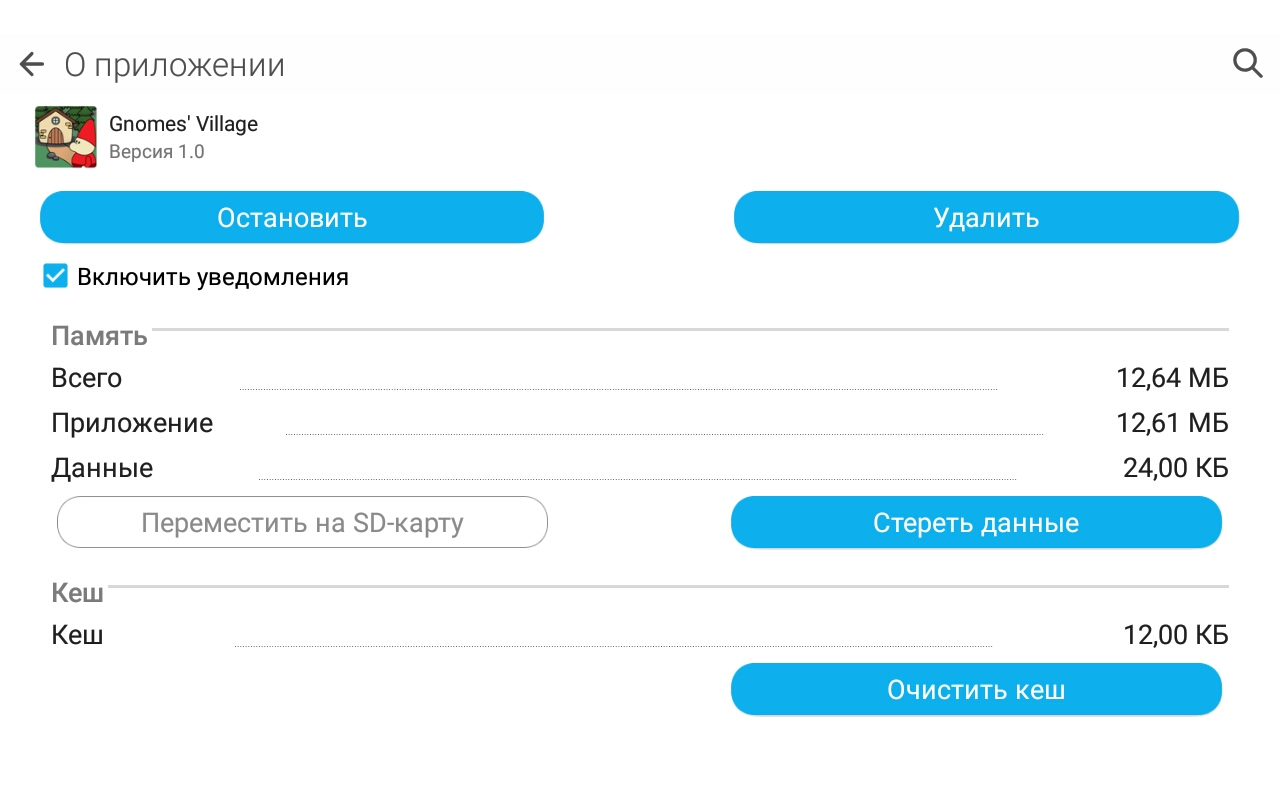 О приложении
Gnomes' Village
Версия 1.0
Остановить
Удалить
Включить уведомления
Память
Всего 12,64 МБ
Приложение 12,61 МБ
Данные 24,00 КБ
Переместить на SD-карту
Стереть данные
Кеш
Кеш 12,00 КБ
Очистить кеш